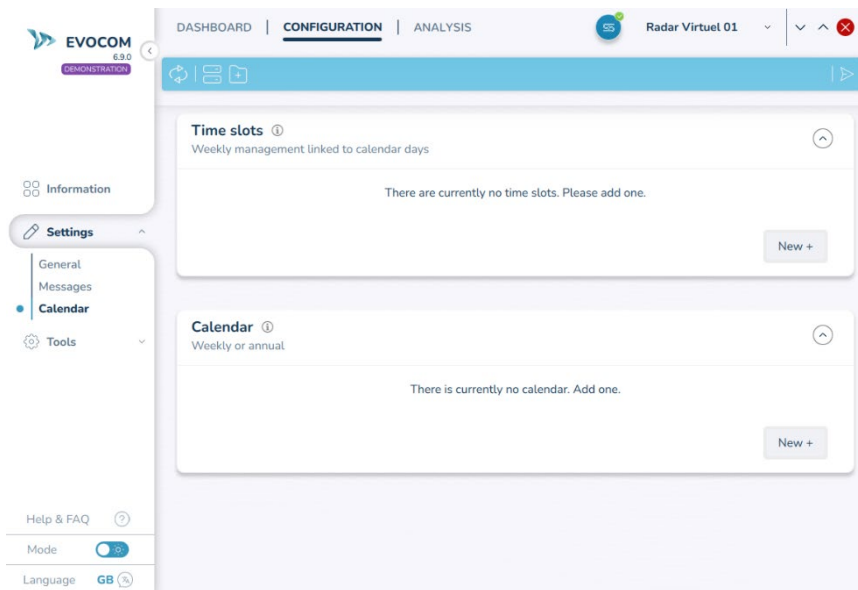 EVOCOM
6.9.0
DEMONSTRATION
DASHBOARD
CONFIGURATION
ANALYSIS
Radar Virtuel 01
Time slots
Weekly management linked to calendar days
There are currently no time slots. Please add one.
New +
Information
Settings
General
Messages
Calendar
Tools
Calendar
Weekly or annual
There is currently no calendar. Add one.
New +
Help & FAQ
Mode
Language GB